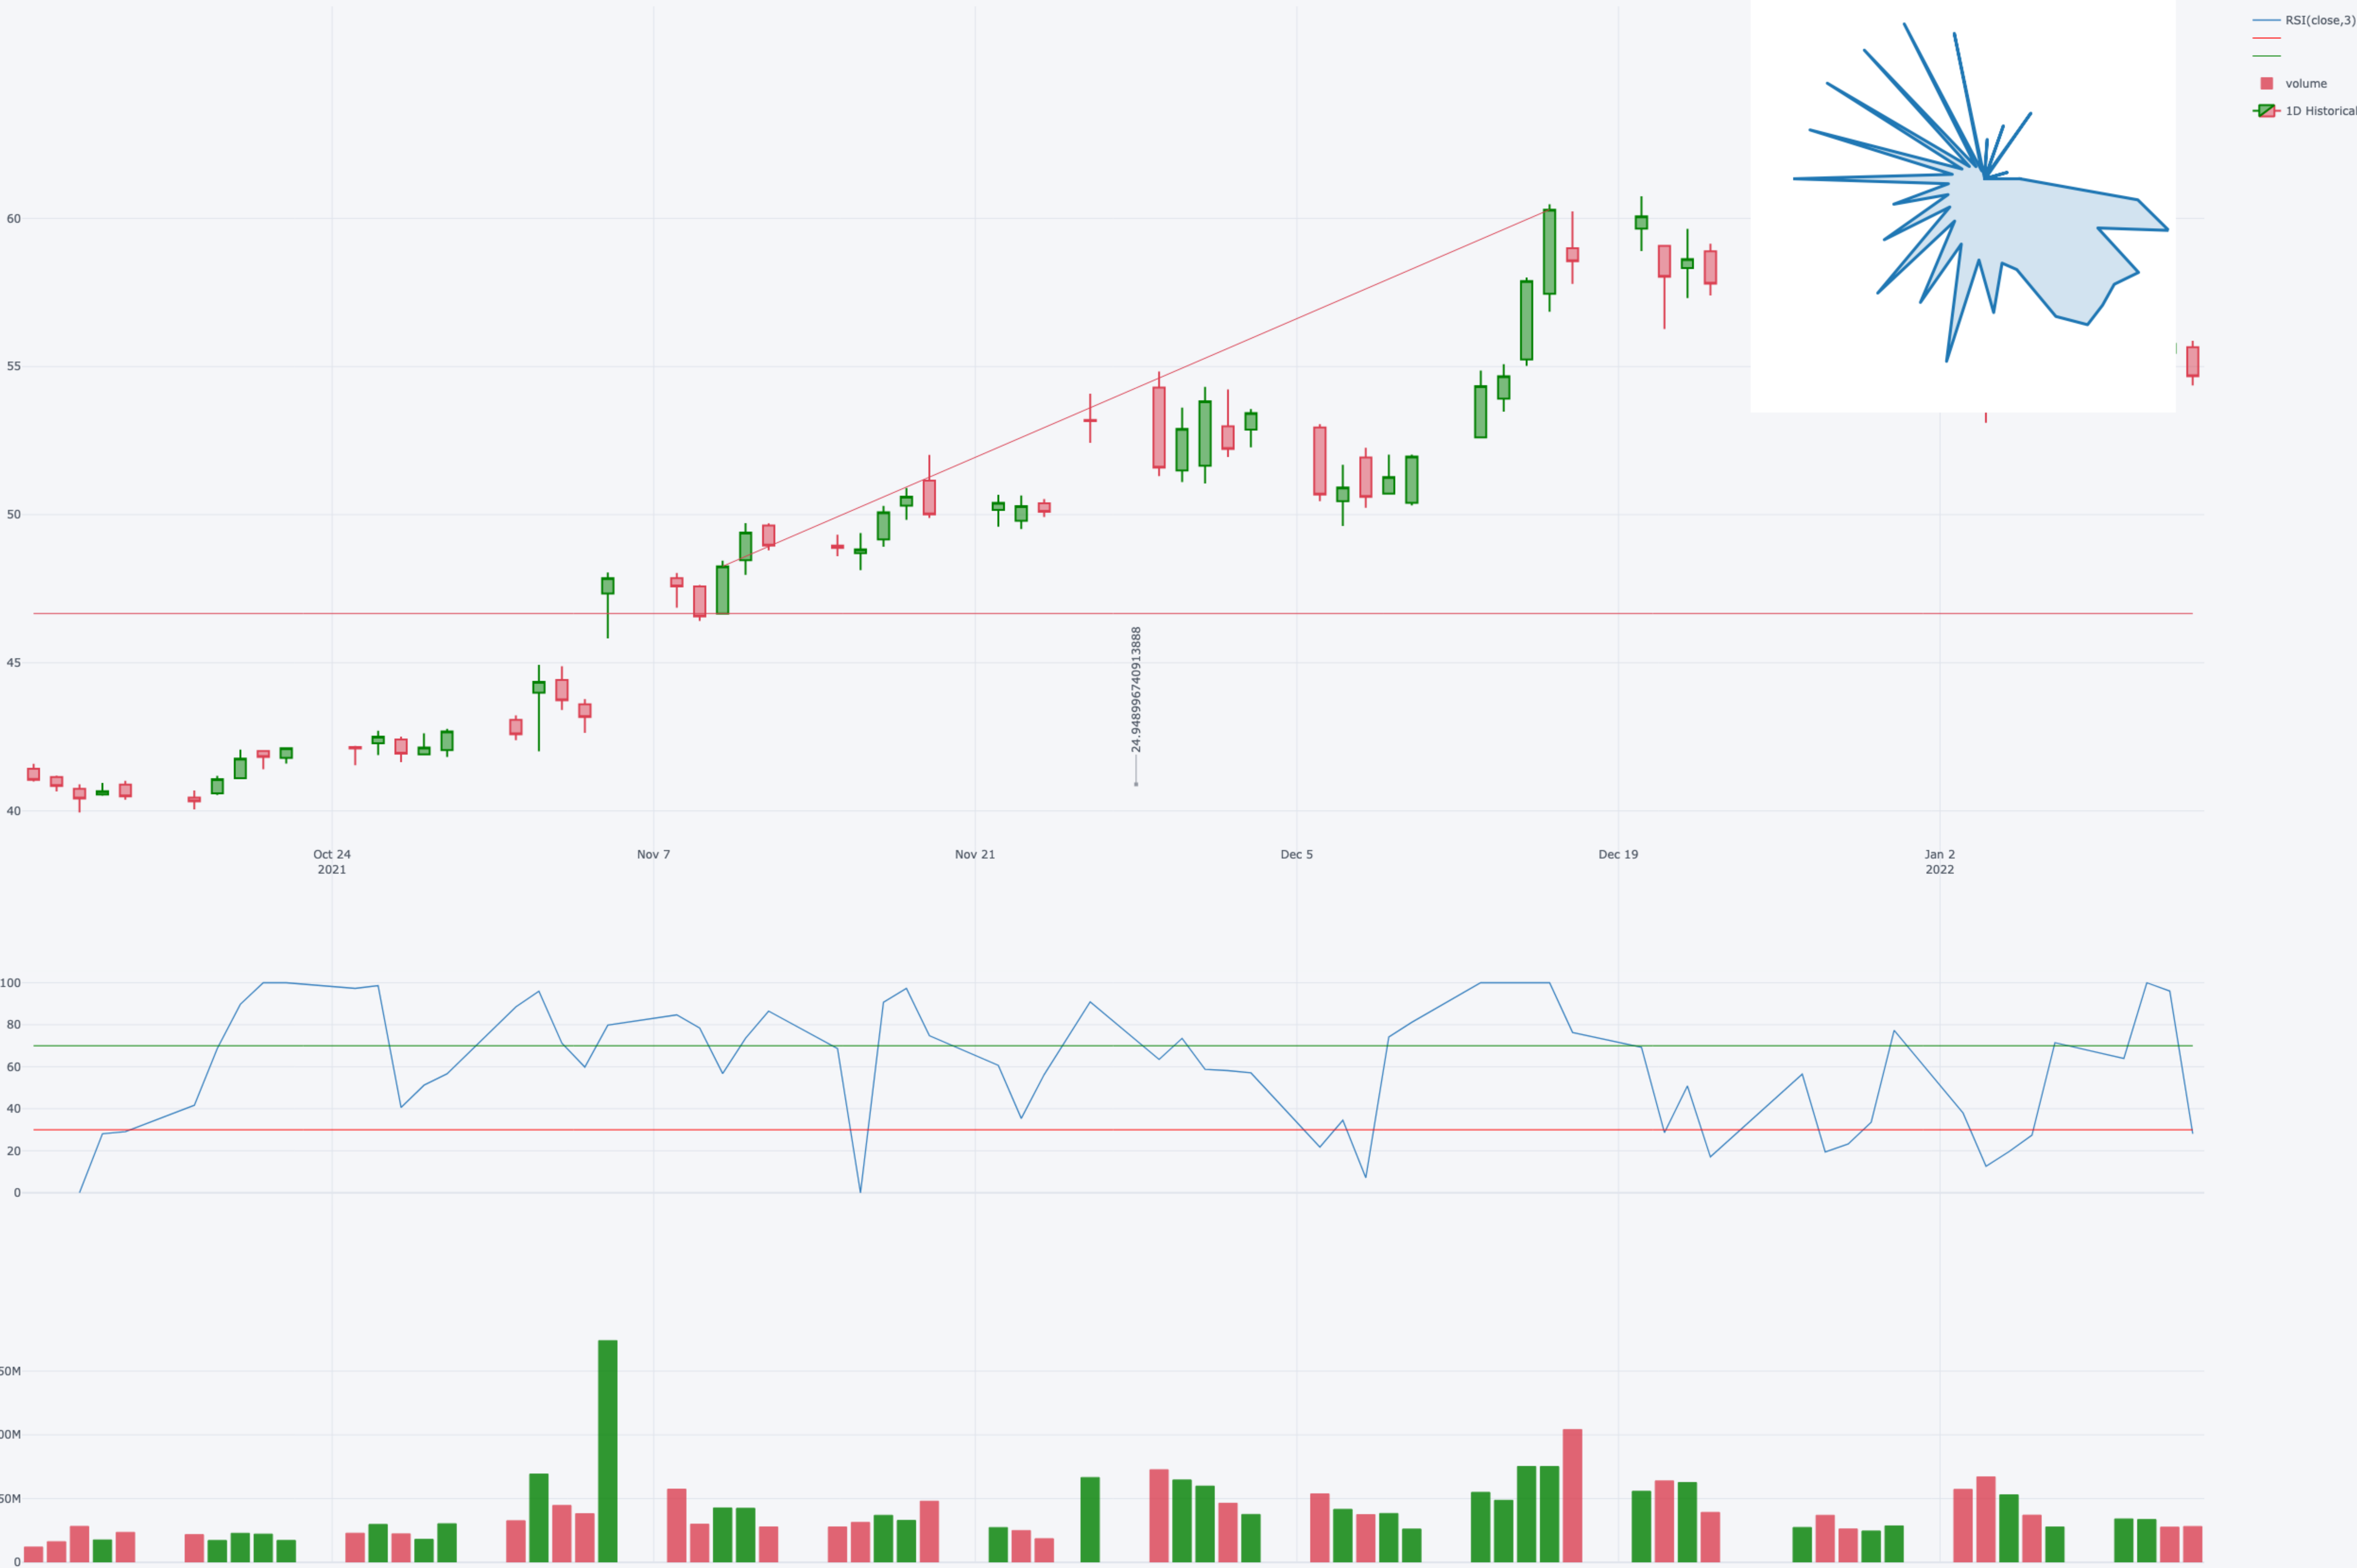 RSI(close,3)
volume
1D Historical
60
55
50
45
40
24.948996740913888
Oct 24
2021
Nov 7
Nov 21
Dec 5
Dec 19
Jan 2
2022
100
80
60
40
20
0
50M
00M
50M
0